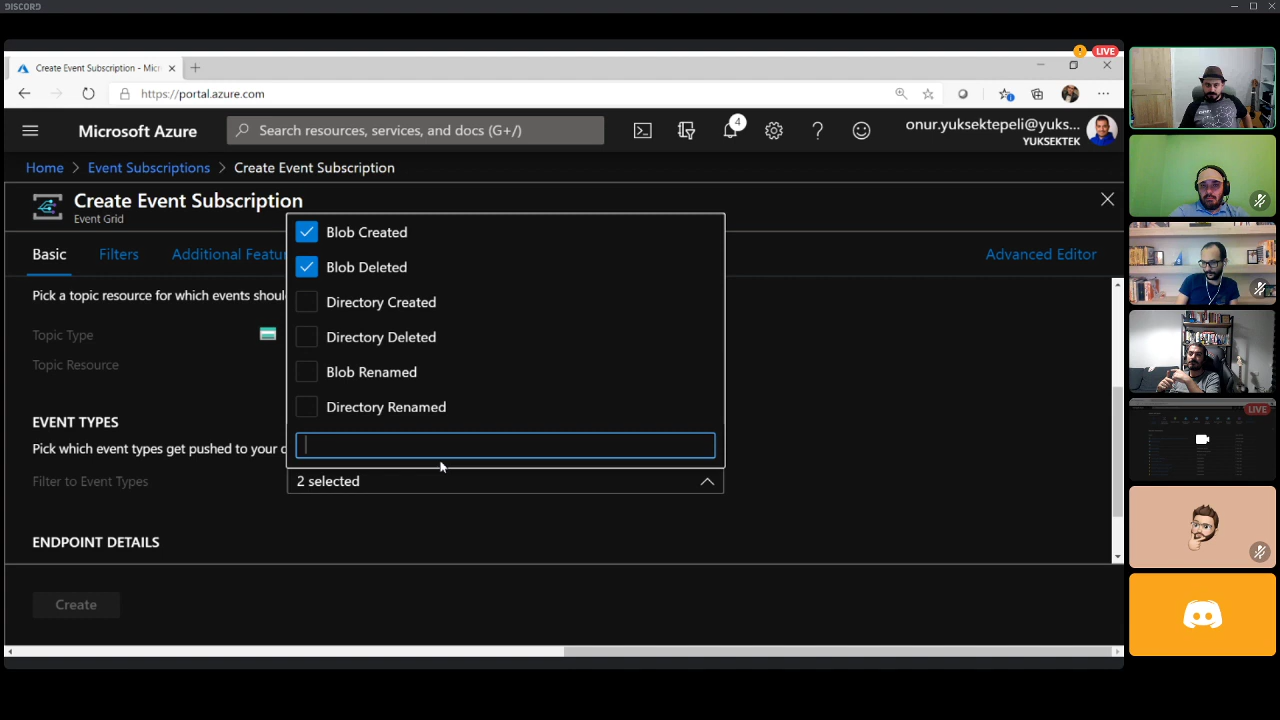 DISCORD
LIVE
Create Event Subscription - Micr
https://portal.azure.com
Microsoft Azure
Search resources, services, and docs (G+/)
4
onur.yuksektepeli@yuks...
YUKSEKTEK
Home > Event Subscriptions > Create Event Subscription
Create Event Subscription
Event Grid
Basic Filters Additional Featu Advanced Editor
Blob Created
Blob Deleted
Directory Created
Directory Deleted
Blob Renamed
Directory Renamed
Pick a topic resource for which events shoul
Topic Type
Topic Resource
EVENT TYPES
Pick which event types get pushed to your d
Filter to Event Types
2 selected
ENDPOINT DETAILS
Create
LIVE